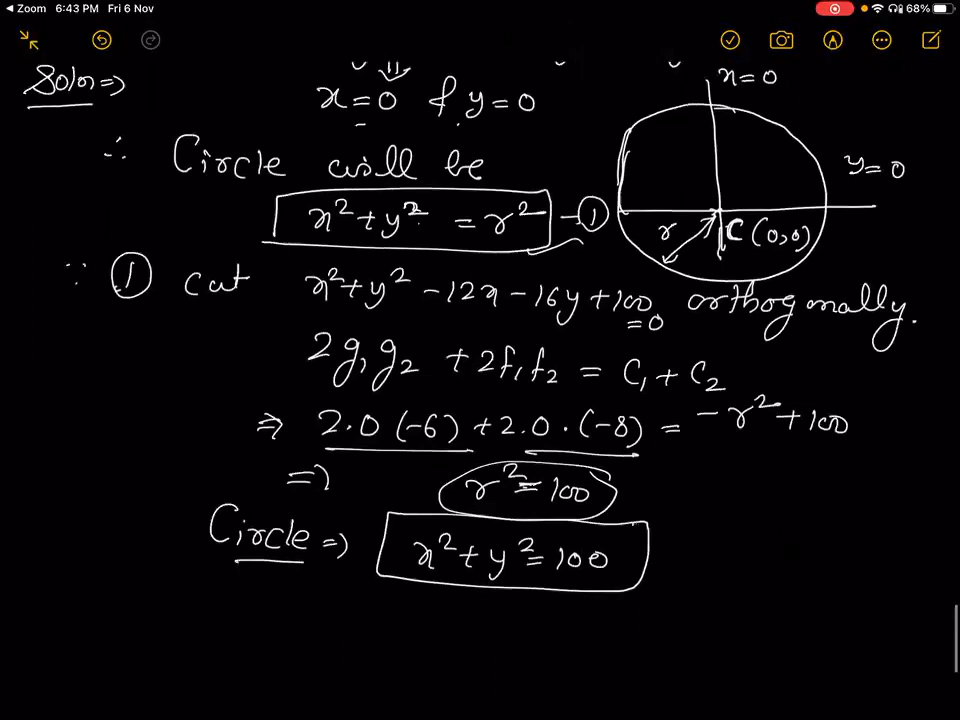 Zoom 6:43 PM Fri 6 Nov 68%
Soln ⇒
x = 0 & y = 0
x = 0
y = 0
∴ Circle will be
x² + y² = r² - ①
r C (0,0)
∵ ① cut x² + y² - 12x - 16y + 100 = 0 orthogonally.
2g₁g₂ + 2f₁f₂ = C₁ + C₂
⇒ 2·0 (-6) + 2·0·(-8) = -r² + 100
⇒ r² = 100
Circle ⇒ x² + y² = 100